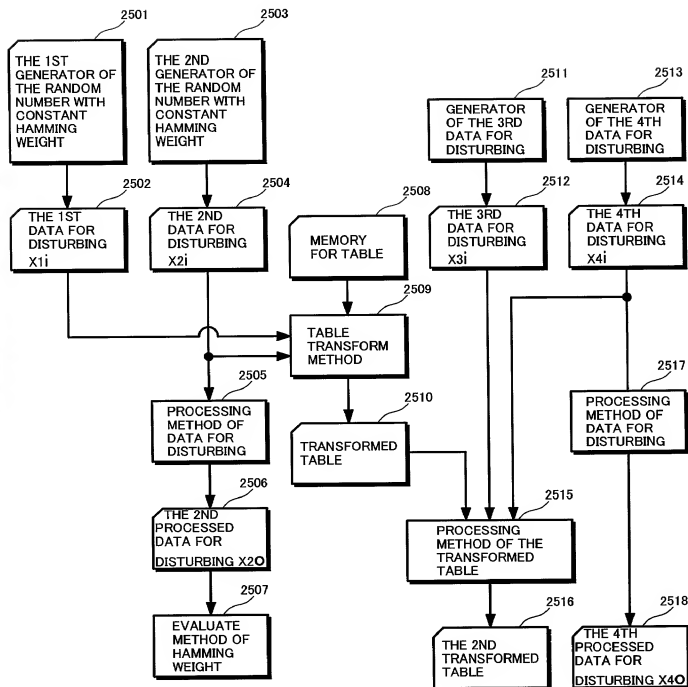 2501
THE 1ST
GENERATOR OF
THE RANDOM
NUMBER WITH
CONSTANT
HAMMING
WEIGHT
2503
THE 2ND
GENERATOR OF
THE RANDOM
NUMBER WITH
CONSTANT
HAMMING
WEIGHT
2511
GENERATOR
OF THE 3RD
DATA FOR
DISTURBING
2513
GENERATOR
OF THE 4TH
DATA FOR
DISTURBING
2502
THE 1ST
DATA FOR
DISTURBING
X1i
2504
THE 2ND
DATA FOR
DISTURBING
X2i
2508
MEMORY
FOR TABLE
2512
THE 3RD
DATA FOR
DISTURBING
X3i
2514
THE 4TH
DATA FOR
DISTURBING
X4i
2509
TABLE
TRANSFORM
METHOD
2505
PROCESSING
METHOD OF
DATA FOR
DISTURBING
2510
TRANSFORMED
TABLE
2517
PROCESSING
METHOD OF
DATA FOR
DISTURBING
2506
THE 2ND
PROCESSED
DATA FOR
DISTURBING X2O
2515
PROCESSING
METHOD OF THE
TRANSFORMED
TABLE
2507
EVALUATE
METHOD OF
HAMMING
WEIGHT
2516
THE 2ND
TRANSFORMED
TABLE
2518
THE 4TH
PROCESSED
DATA FOR
DISTURBING X4O